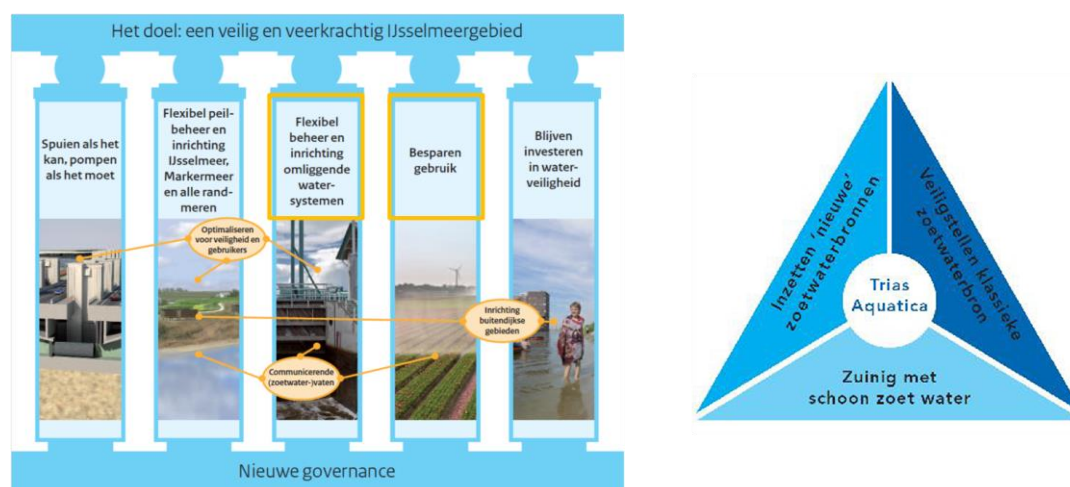 Het doel: een veilig en veerkrachtig IJsselmeergebied
Spuien als het
kan, pompen
als het moet
Flexibel peil-
beheer en
inrichting
IJsselmeer,
Markermeer
en alle rand-
meren
Flexibel
beheer en
inrichting
omliggende
water-
systemen
Besparen
gebruik
Blijven
investeren
in water-
veiligheid
Optimaliseren
voor veiligheid en
gebruikers
Inrichting
buitendijkse
gebieden
Communicerende
(zoetwater-)vaten
Nieuwe governance
Inzetten ‘nieuwe’
zoetwaterbronnen
Veiligstellen klassieke
zoetwaterbron
Trias
Aquatica
Zuinig met
schoon zoet water